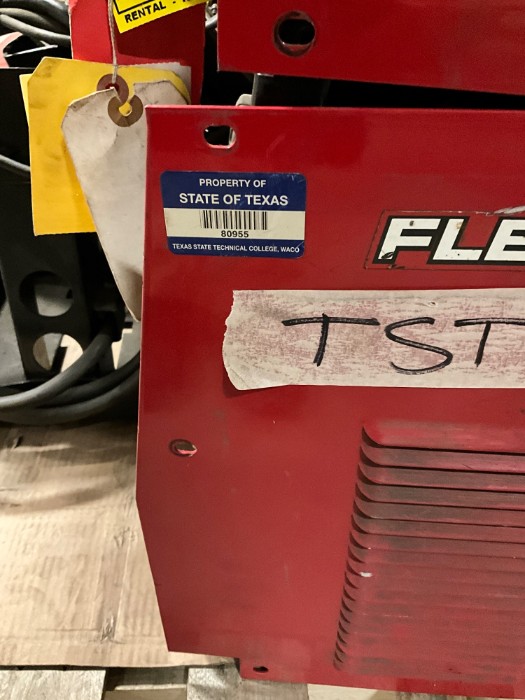 RENTAL
PROPERTY OF
STATE OF TEXAS
80955
TEXAS STATE TECHNICAL COLLEGE, WACO
FLE
TST